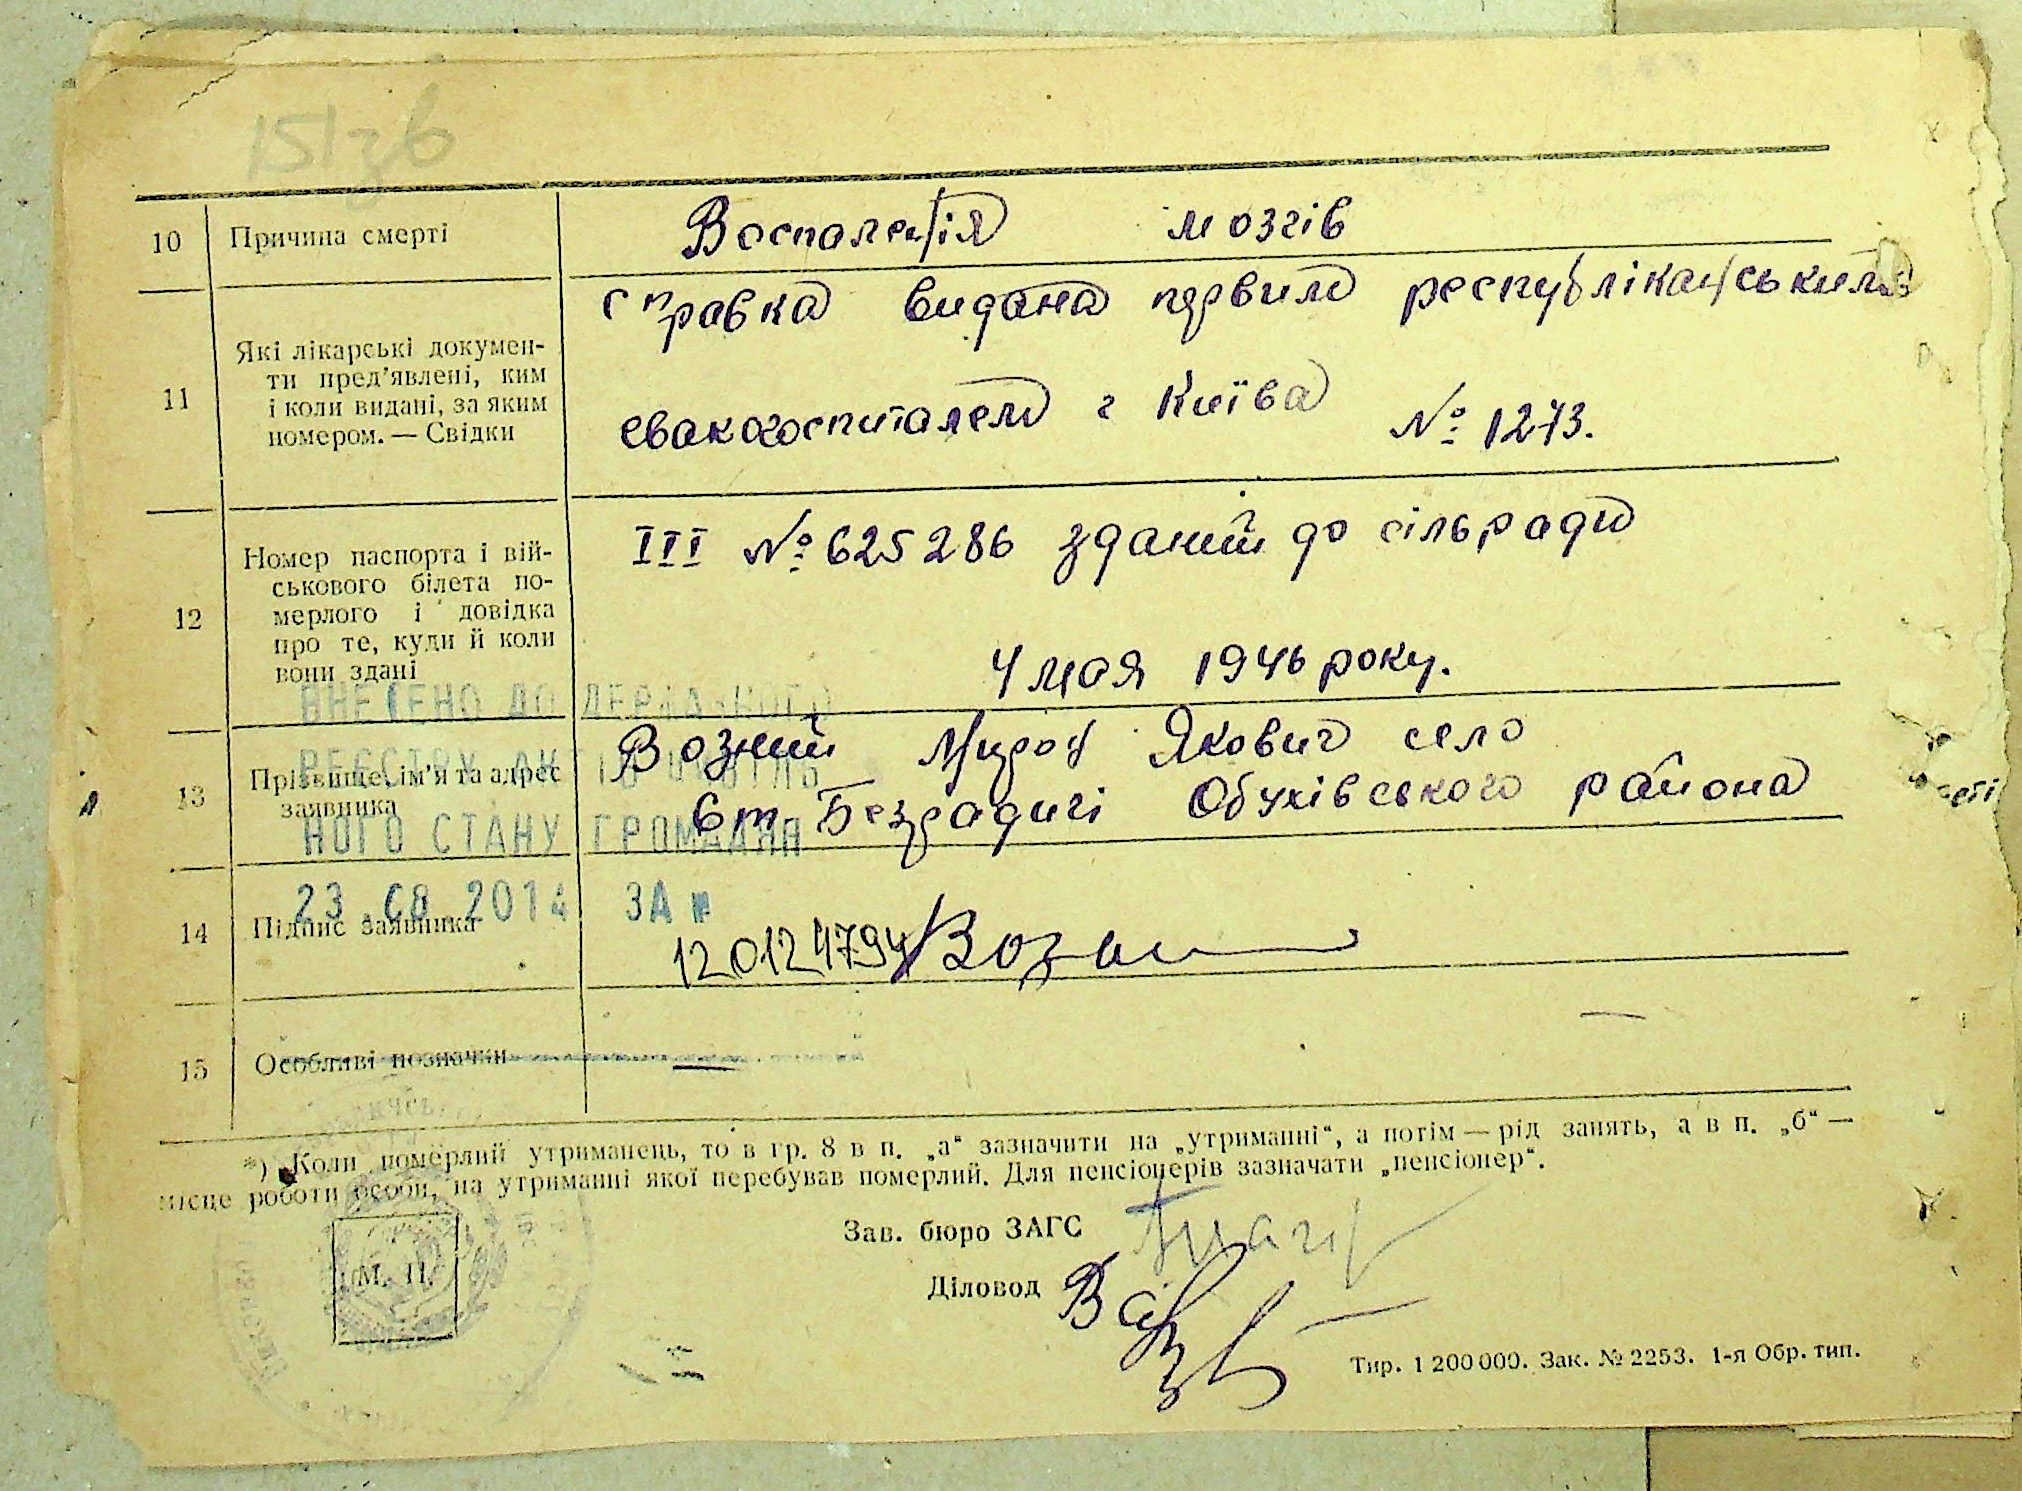 151зв
10 Причина смерті Воспаленія мозгів
11 Які лікарські докумен-
ти пред’явлені, ким
і коли видані, за яким
номером. — Свідки
справка видана первим республіканським
евакогоспиталем г Київа № 1273.
12 Номер паспорта і вій-
ськового білета по-
мерлого і довідка
про те, куди й коли
вони здані
III № 625286 зданий до сільради
4 мая 1946 року.
ВНЕСЕНО ДО ДЕРЖАВНОГО
РЕЄСТРУ АКТІВ ЦИВІЛЬ
НОГО СТАНУ ГРОМАДЯН
23 .08.2014 ЗА №
120124794
13 Прізвище, ім’я та адрес
заявника
Возний Мирон Якович село
Вт. Безрадичі Обухівського района
14 Підпис заявника Возн
15 Особливі позначки —
*) Коли померлий утриманець, то в гр. 8 в п. „а“ зазначити на „утриманні“, а потім — рід занять, а в п. „б“ —
місце роботи особи, на утриманні якої перебував померлий. Для пенсіонерів зазначати „пенсіонер“.
М. П.
Зав. бюро ЗАГС
Діловод
Тир. 1 200 000. Зак. № 2253. 1-я Обр. тип.